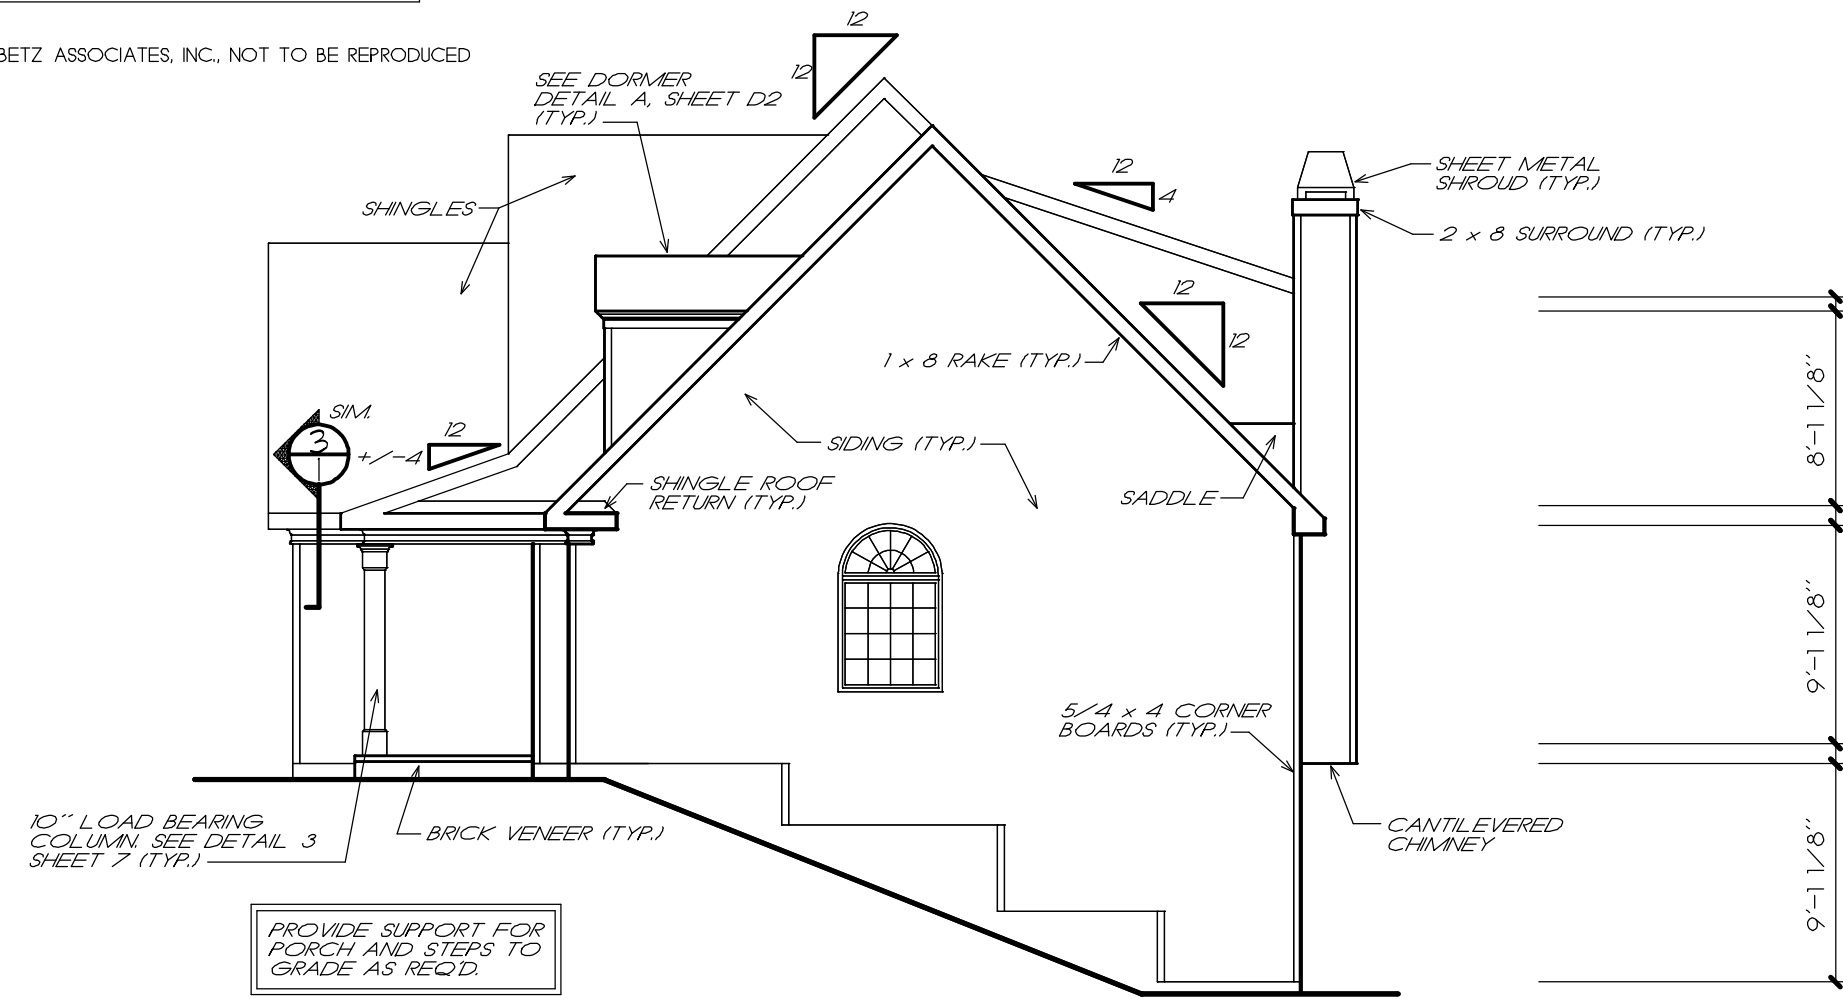 BETZ ASSOCIATES, INC., NOT TO BE REPRODUCED
12
12
SEE DORMER
DETAIL A, SHEET D2
(TYP.)
12
4
SHEET METAL
SHROUD (TYP.)
SHINGLES
2 x 8 SURROUND (TYP.)
12
12
1 x 8 RAKE (TYP.)
SIM.
3
+/-4
12
SIDING (TYP.)
SHINGLE ROOF
RETURN (TYP.)
SADDLE
8'-1 1/8"
9'-1 1/8"
9'-1 1/8"
5/4 x 4 CORNER
BOARDS (TYP.)
10" LOAD BEARING
COLUMN. SEE DETAIL 3
SHEET 7 (TYP.)
BRICK VENEER (TYP.)
CANTILEVERED
CHIMNEY
PROVIDE SUPPORT FOR
PORCH AND STEPS TO
GRADE AS REQ'D.